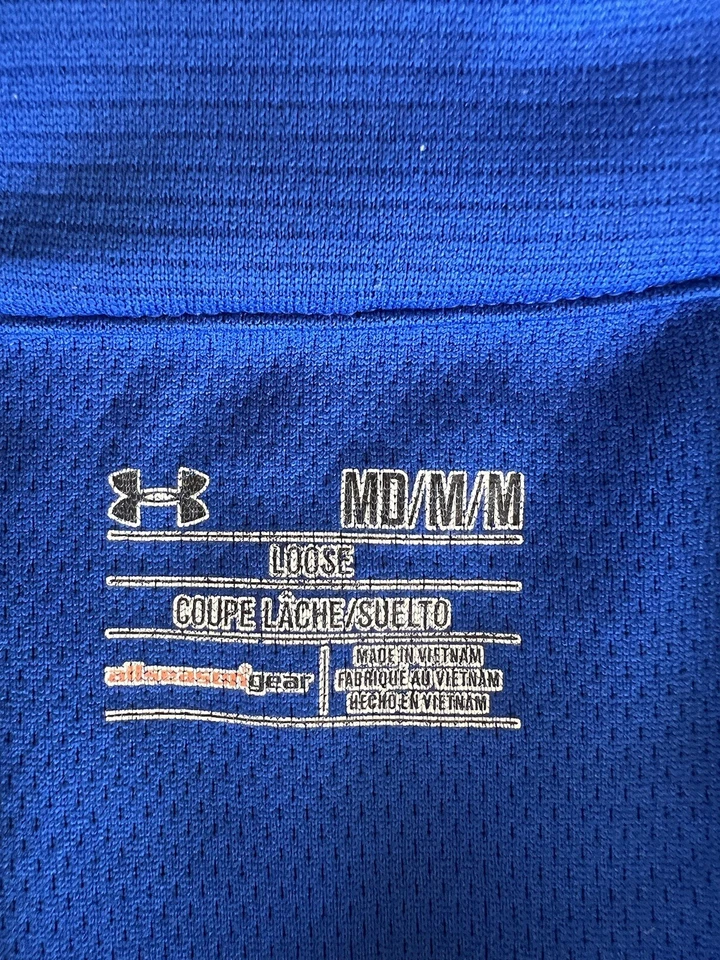 MD/M/M
LOOSE
COUPE LÂCHE/SUELTO
allseasongear
MADE IN VIETNAM
FABRIQUÉ AU VIETNAM
HECHO EN VIETNAM